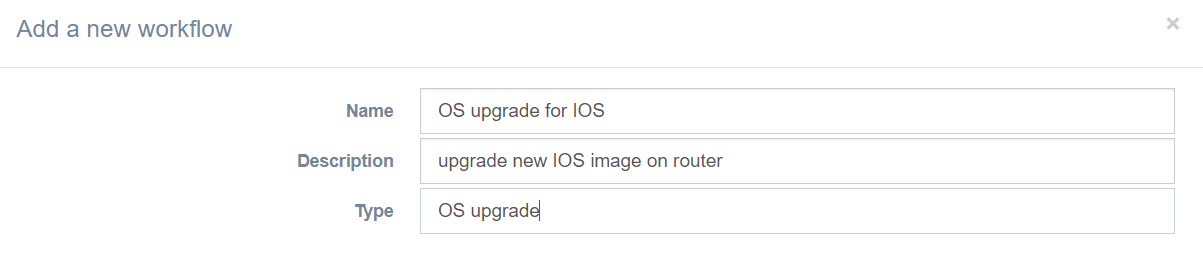 Add a new workflow
×
Name OS upgrade for IOS
Description upgrade new IOS image on router
Type OS upgrade